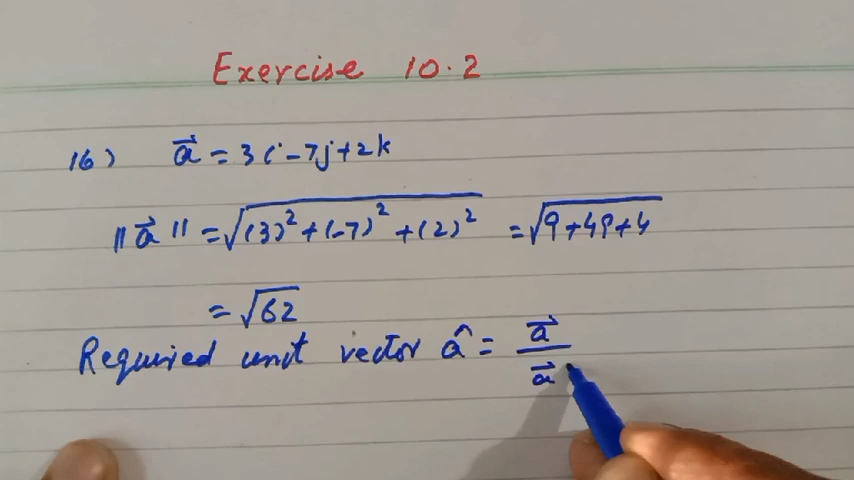 Exercise 10.2
16) a⃗ = 3i-7j+2k
||a⃗|| = √((3)²+(-7)²+(2)²) = √(9+49+4)
= √62
Required unit vector â = a⃗/a⃗